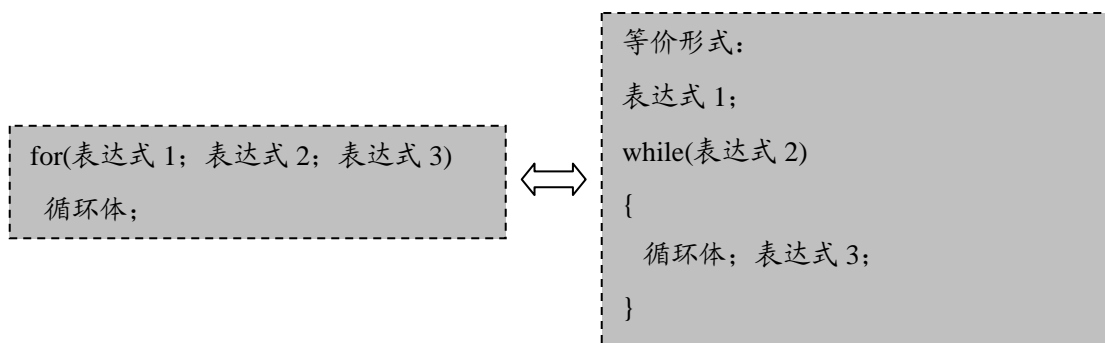 for(表达式 1；表达式 2；表达式 3)
循环体；
等价形式：
表达式 1；
while(表达式 2)
{
循环体；表达式 3；
}